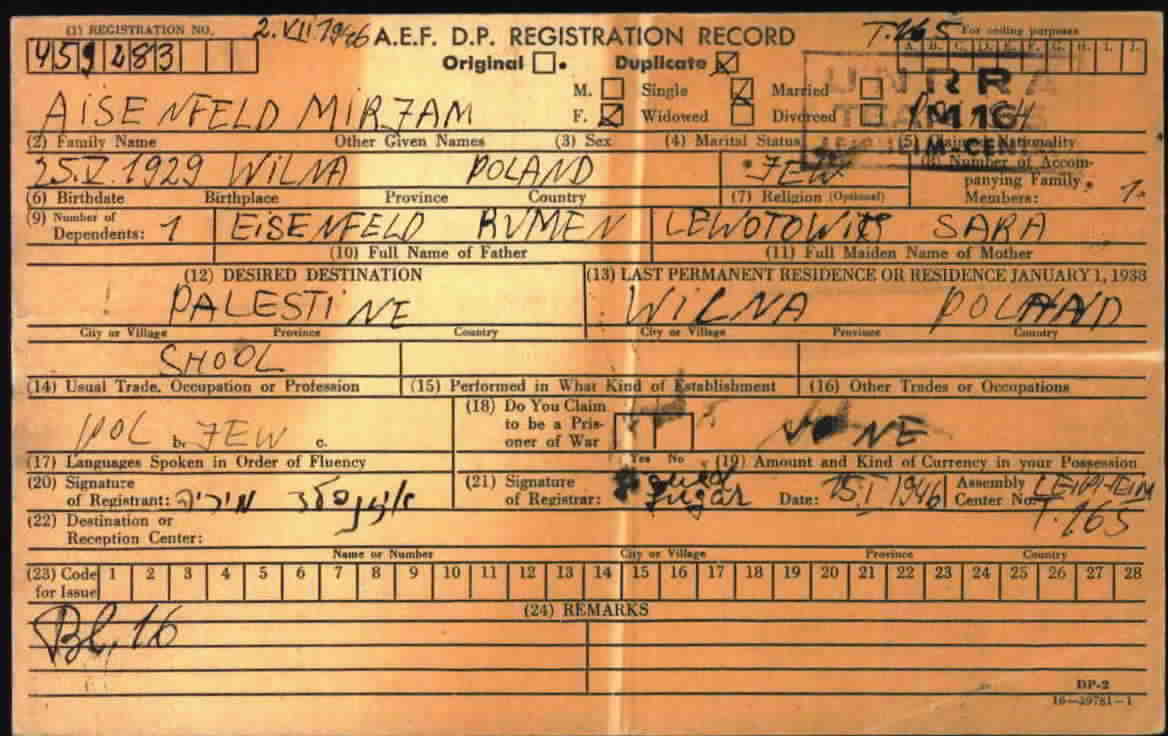 (1) REGISTRATION NO. 2.VII 1946 A.E.F. D.P. REGISTRATION RECORD T.165 For coding purposes
459283 Original Duplicate A. B. C. D. E. F. G. H. I. J.
UNRRA
M. Single Married
AISENFELD MIRJAM F. Widowed Divorced
(2) Family Name Other Given Names (3) Sex (4) Marital Status (5) Claimed Nationality
25.V.1929 WILNA POLAND JEW (8) Number of Accompanying Family Members: 1.
(6) Birthdate Birthplace Province Country (7) Religion (Optional)
(9) Number of Dependents: 1 EISENFELD RUMEN SARA
(10) Full Name of Father (11) Full Maiden Name of Mother
(12) DESIRED DESTINATION (13) LAST PERMANENT RESIDENCE OR RESIDENCE JANUARY 1, 1938
PALESTINE WILNA POLAND
City or Village Province Country City or Village Province Country
SHOOL
(14) Usual Trade, Occupation or Profession (15) Performed in What Kind of Establishment (16) Other Trades or Occupations
POL b. JEW c. (18) Do You Claim to be a Prisoner of War Yes No NONE
(17) Languages Spoken in Order of Fluency (19) Amount and Kind of Currency in your Possession
(20) Signature of Registrant: (21) Signature of Registrar: Date: 15.I 1946 Assembly Center No. LEIPHEIM
T.165
(22) Destination or Reception Center:
Name or Number City or Village Province Country
(23) Code for Issue 1 2 3 4 5 6 7 8 9 10 11 12 13 14 15 16 17 18 19 20 21 22 23 24 25 26 27 28
(24) REMARKS
Bl. 16
DP-2
16—39781-1